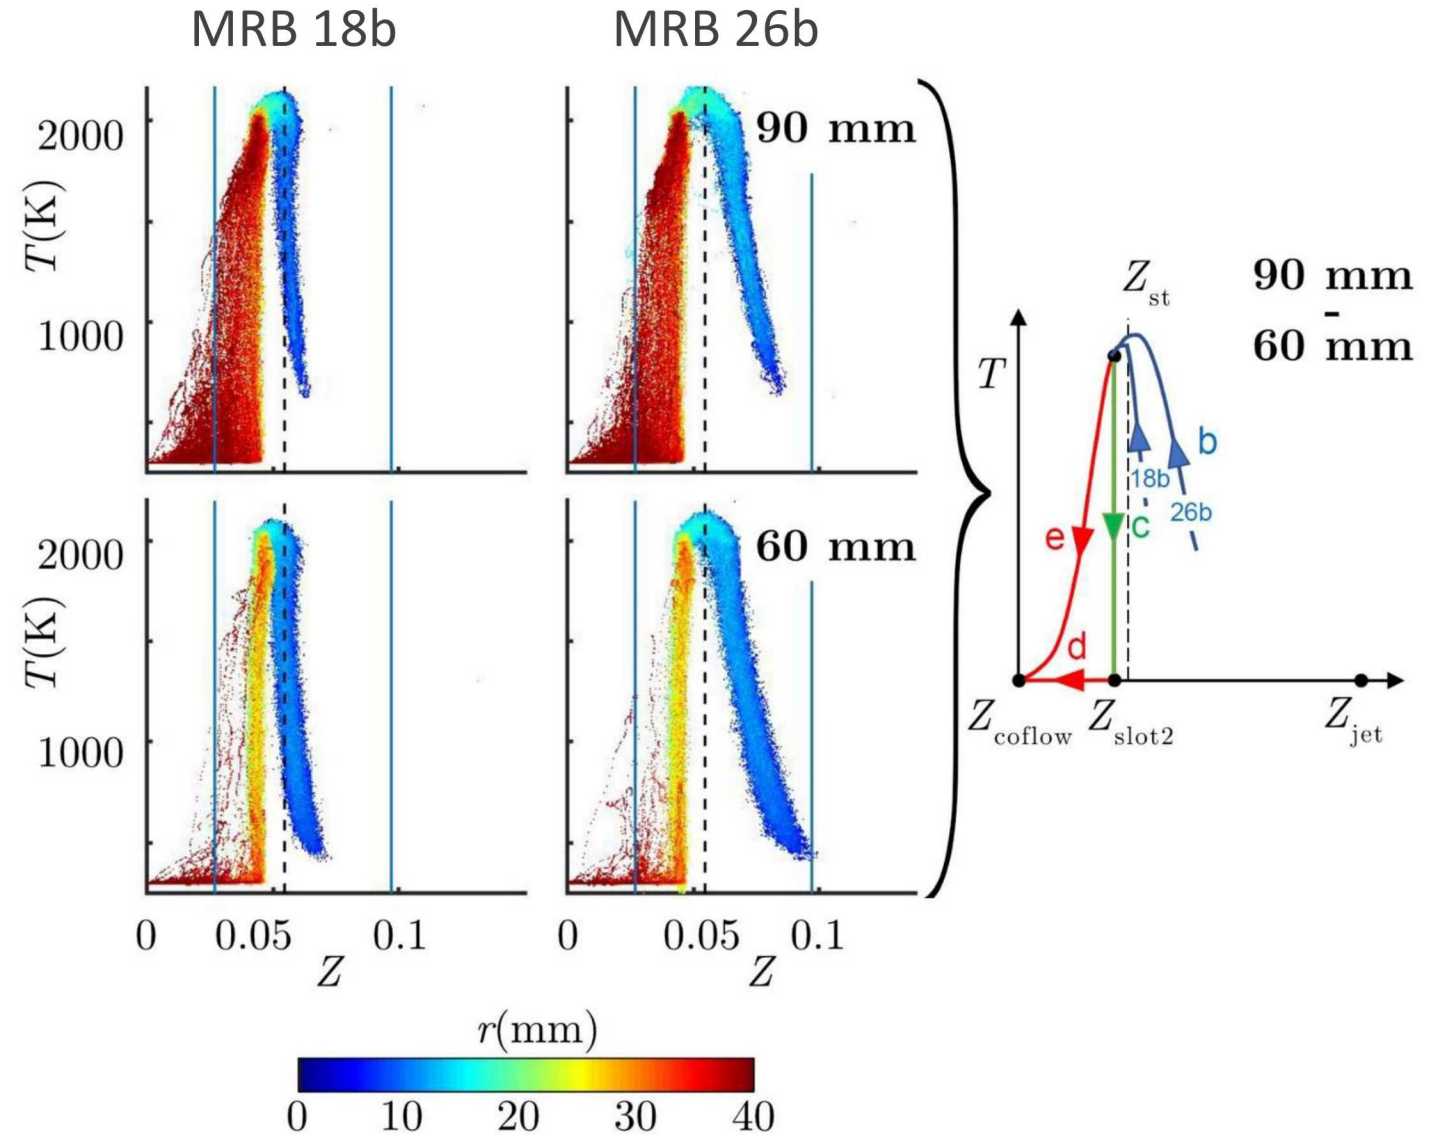 MRB 18b
MRB 26b
2000
1000
T(K)
90 mm
2000
1000
T(K)
60 mm
0 0.05 0.1
Z
0 0.05 0.1
Z
r(mm)
0 10 20 30 40
90 mm
-
60 mm
Z_st
T
b
18b
26b
c
e
d
Z_coflow
Z_slot2
Z_jet